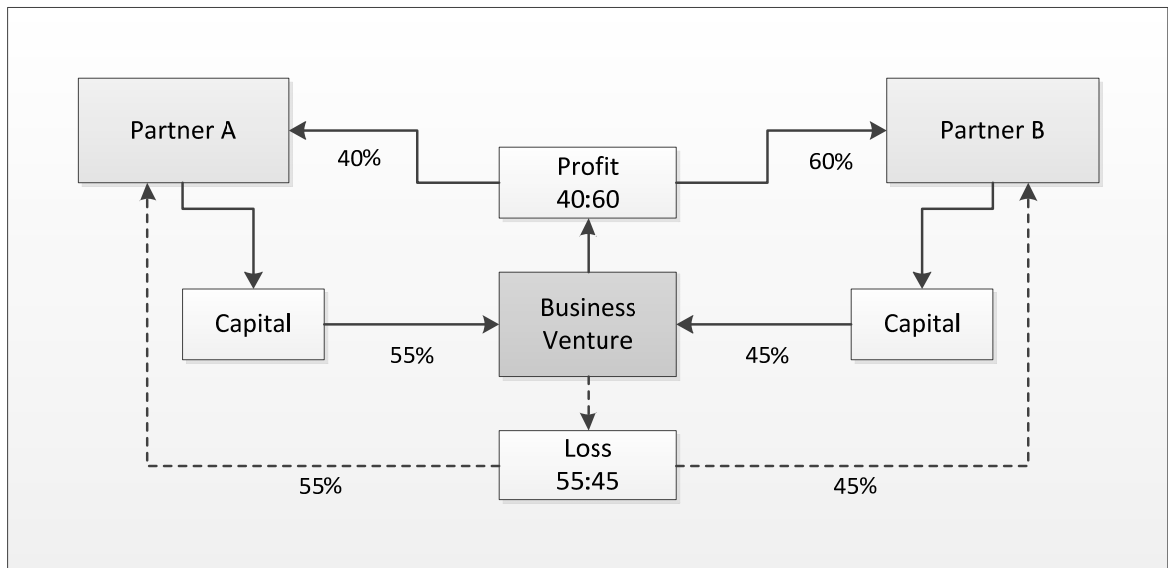 Partner A
Partner B
40%
Profit
40:60
60%
Capital
55%
Business
Venture
45%
Capital
Loss
55:45
55%
45%